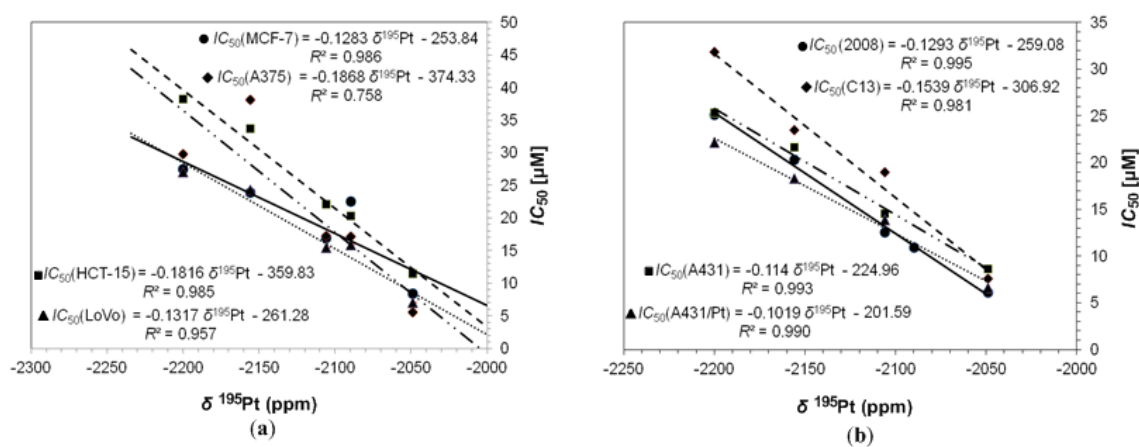 IC50(MCF-7) = -0.1283 δ195Pt - 253.84
R² = 0.986
IC50(A375) = -0.1868 δ195Pt - 374.33
R² = 0.758
IC50(HCT-15) = -0.1816 δ195Pt - 359.83
R² = 0.985
IC50(LoVo) = -0.1317 δ195Pt - 261.28
R² = 0.957
50
45
40
35
30
25
20
15
10
5
0
IC50 [µM]
-2300 -2250 -2200 -2150 -2100 -2050 -2000
δ 195Pt (ppm)
(a)
IC50(2008) = -0.1293 δ195Pt - 259.08
R² = 0.995
IC50(C13) = -0.1539 δ195Pt - 306.92
R² = 0.981
IC50(A431) = -0.114 δ195Pt - 224.96
R² = 0.993
IC50(A431/Pt) = -0.1019 δ195Pt - 201.59
R² = 0.990
35
30
25
20
15
10
5
0
IC50 [µM]
-2250 -2200 -2150 -2100 -2050 -2000
δ 195Pt (ppm)
(b)